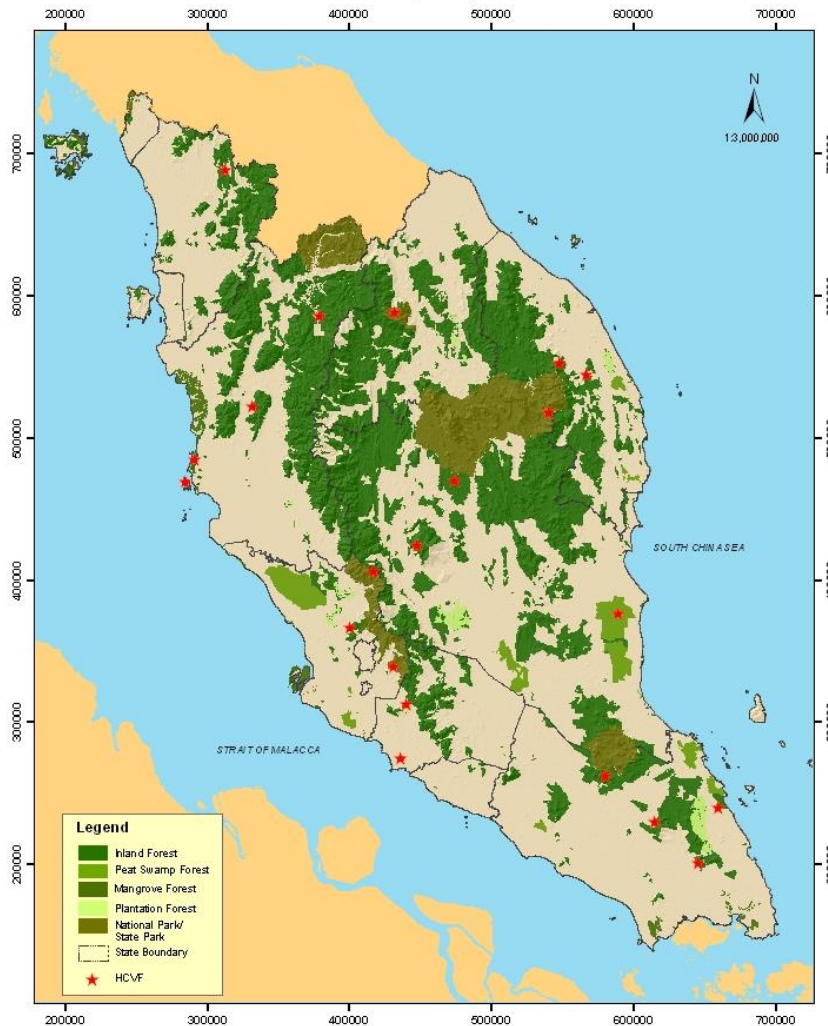 200000 300000 400000 500000 600000 700000
N
1:3,000,000
700000
600000
500000
400000
300000
200000
SOUTH CHINA SEA
STRAIT OF MALACCA
Legend
Inland Forest
Peat Swamp Forest
Mangrove Forest
Plantation Forest
National Park/
State Park
State Boundary
HCVF
200000 300000 400000 500000 600000 700000